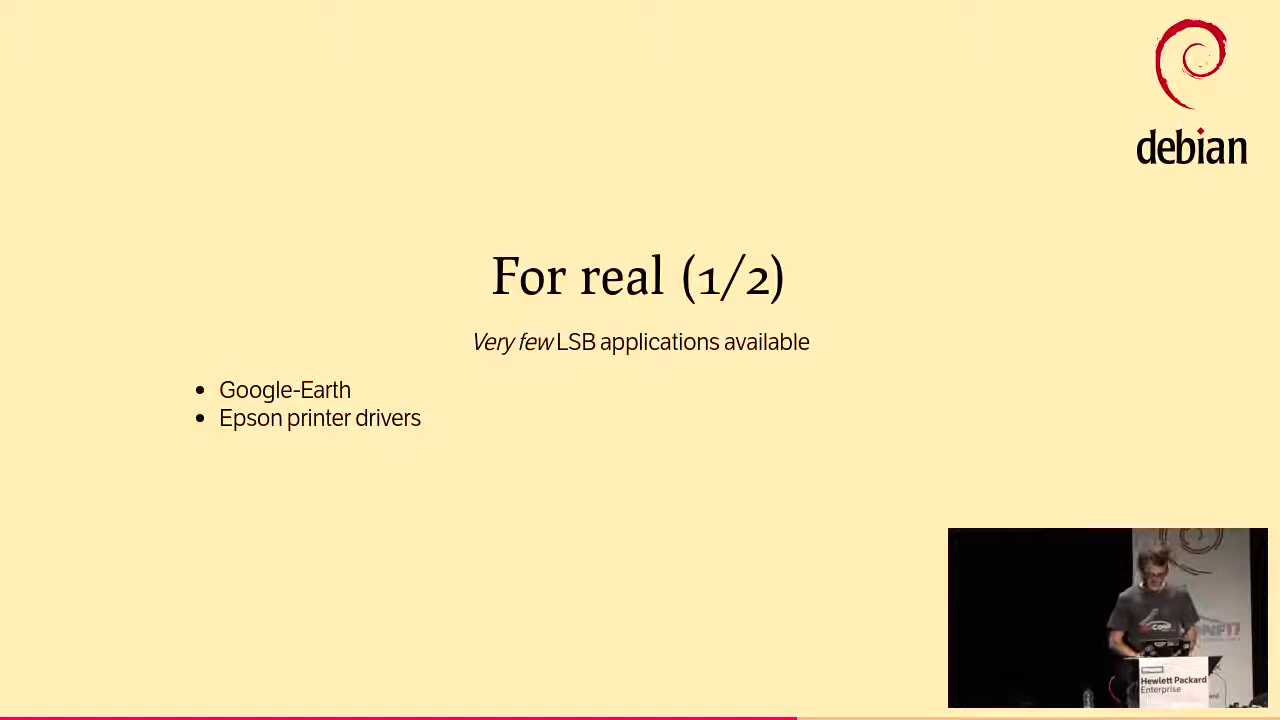 debian
For real (1/2)
Very few LSB applications available
Google-Earth
Epson printer drivers
Hewlett Packard
Enterprise